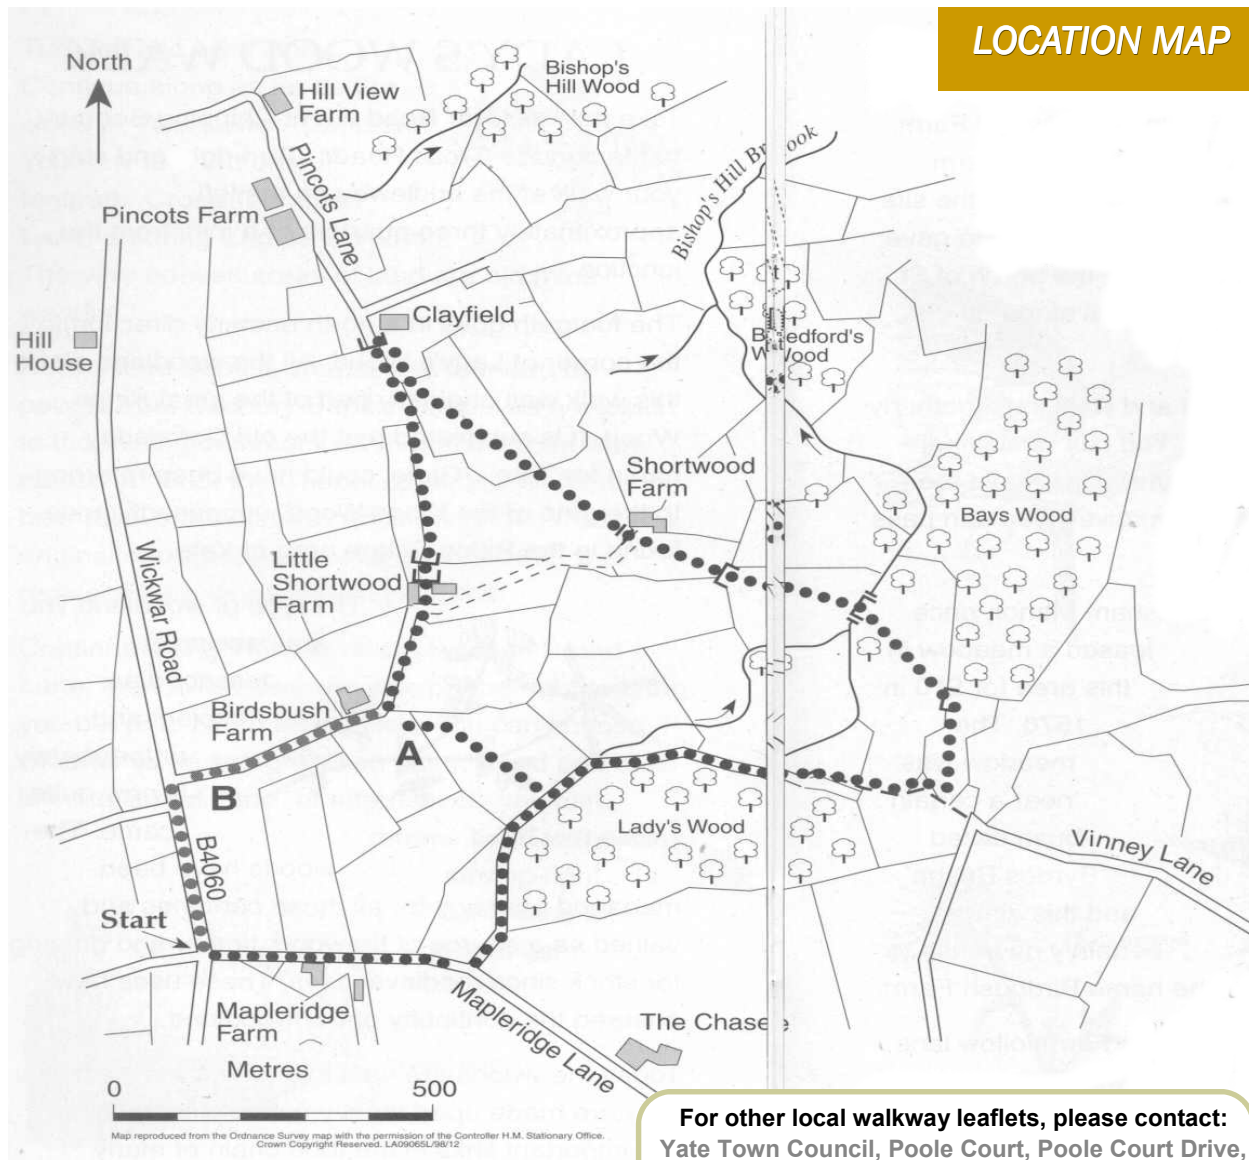 LOCATION MAP
North
Bishop's
Hill Wood
Hill View
Farm
Pincots Lane
Bishop's Hill Brook
Pincots Farm
Clayfield
Hill
House
Wood
Shortwood
Farm
Bays Wood
Wickwar Road
Little
Shortwood
Farm
Birdsbush
Farm
A
B
B4060
Lady's Wood
Vinney Lane
Start
Mapleridge
Farm
Mapleridge Lane
The Chase
Metres
0
500
Map reproduced from the Ordnance Survey map with the permission of the Controller H.M. Stationary Office.
Crown Copyright Reserved. LA09065L/98/12
For other local walkway leaflets, please contact:
Yate Town Council, Poole Court, Poole Court Drive,